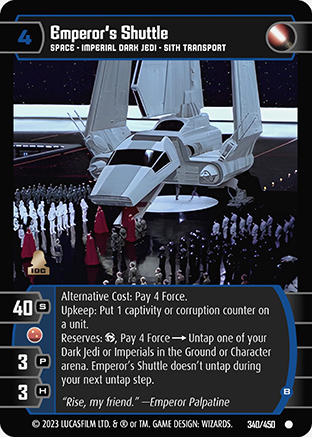 4 Emperor's Shuttle
SPACE • IMPERIAL DARK JEDI • SITH TRANSPORT
IDC
40 S
3 P
3 H
Alternative Cost: Pay 4 Force.
Upkeep: Put 1 captivity or corruption counter on
a unit.
Reserves: , Pay 4 Force → Untap one of your
Dark Jedi or Imperials in the Ground or Character
arena. Emperor's Shuttle doesn't untap during
your next untap step.
B
"Rise, my friend." —Emperor Palpatine
© 2023 LUCASFILM LTD. & ® or TM. GAME DESIGN: WIZARDS. 340/450